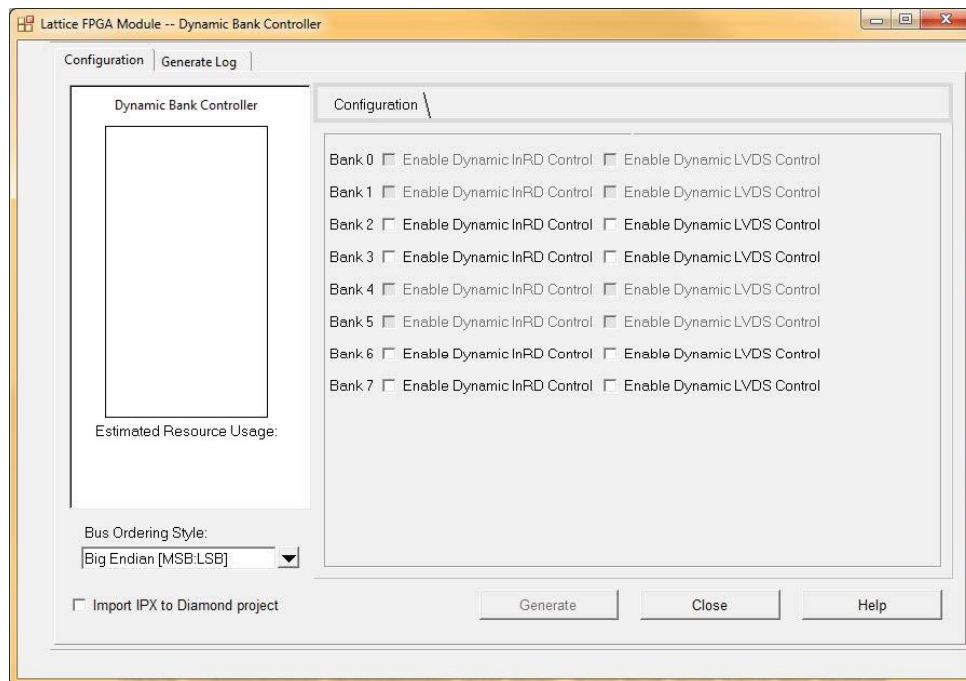 Lattice FPGA Module -- Dynamic Bank Controller
Configuration Generate Log
Dynamic Bank Controller
Estimated Resource Usage:
Bus Ordering Style:
Big Endian [MSB:LSB]
Configuration
Bank 0 Enable Dynamic InRD Control Enable Dynamic LVDS Control
Bank 1 Enable Dynamic InRD Control Enable Dynamic LVDS Control
Bank 2 Enable Dynamic InRD Control Enable Dynamic LVDS Control
Bank 3 Enable Dynamic InRD Control Enable Dynamic LVDS Control
Bank 4 Enable Dynamic InRD Control Enable Dynamic LVDS Control
Bank 5 Enable Dynamic InRD Control Enable Dynamic LVDS Control
Bank 6 Enable Dynamic InRD Control Enable Dynamic LVDS Control
Bank 7 Enable Dynamic InRD Control Enable Dynamic LVDS Control
Import IPX to Diamond project Generate Close Help